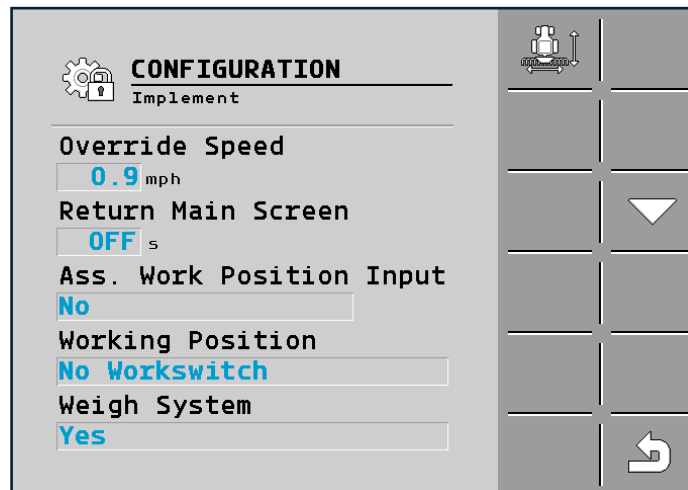 CONFIGURATION
Implement
Override Speed
0.9 mph
Return Main Screen
OFF s
Ass. Work Position Input
No
Working Position
No Workswitch
Weigh System
Yes